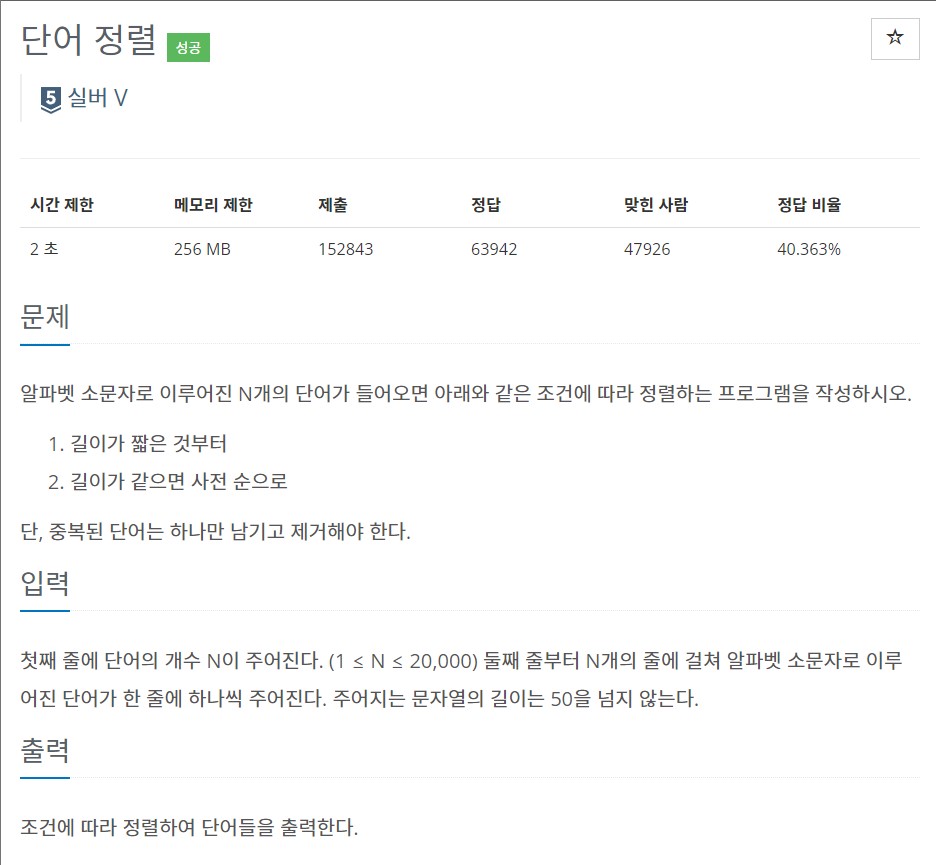 단어 정렬 성공
☆
5 실버 V
시간 제한 메모리 제한 제출 정답 맞힌 사람 정답 비율
2 초 256 MB 152843 63942 47926 40.363%
문제
알파벳 소문자로 이루어진 N개의 단어가 들어오면 아래와 같은 조건에 따라 정렬하는 프로그램을 작성하시오.
1. 길이가 짧은 것부터
2. 길이가 같으면 사전 순으로
단, 중복된 단어는 하나만 남기고 제거해야 한다.
입력
첫째 줄에 단어의 개수 N이 주어진다. (1 ≤ N ≤ 20,000) 둘째 줄부터 N개의 줄에 걸쳐 알파벳 소문자로 이루
어진 단어가 한 줄에 하나씩 주어진다. 주어지는 문자열의 길이는 50을 넘지 않는다.
출력
조건에 따라 정렬하여 단어들을 출력한다.